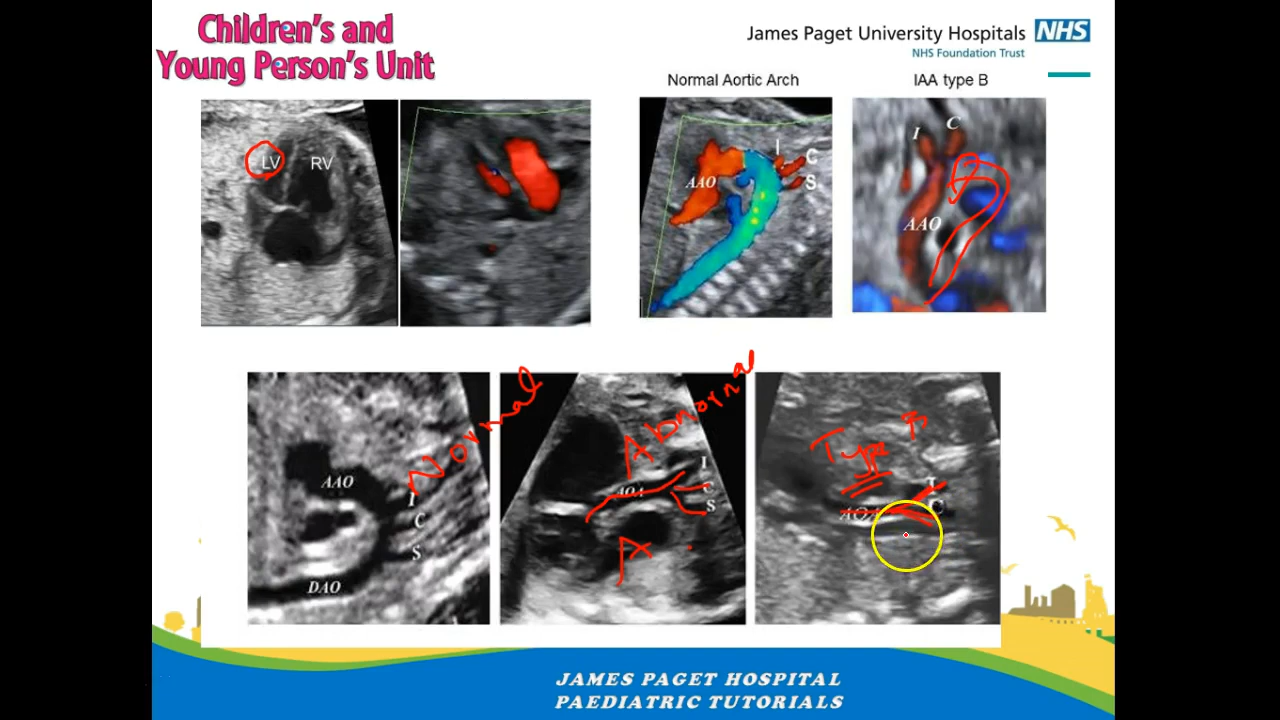 Children's and
Young Person's Unit
James Paget University Hospitals NHS
NHS Foundation Trust
Normal Aortic Arch
IAA type B
LV RV
I C S
AAO
I C
AAO
Normal
AAO
I
C
S
DAO
Abnormal
AOA
I
C
S
A
Type B
I
C
AOA
JAMES PAGET HOSPITAL
PAEDIATRIC TUTORIALS